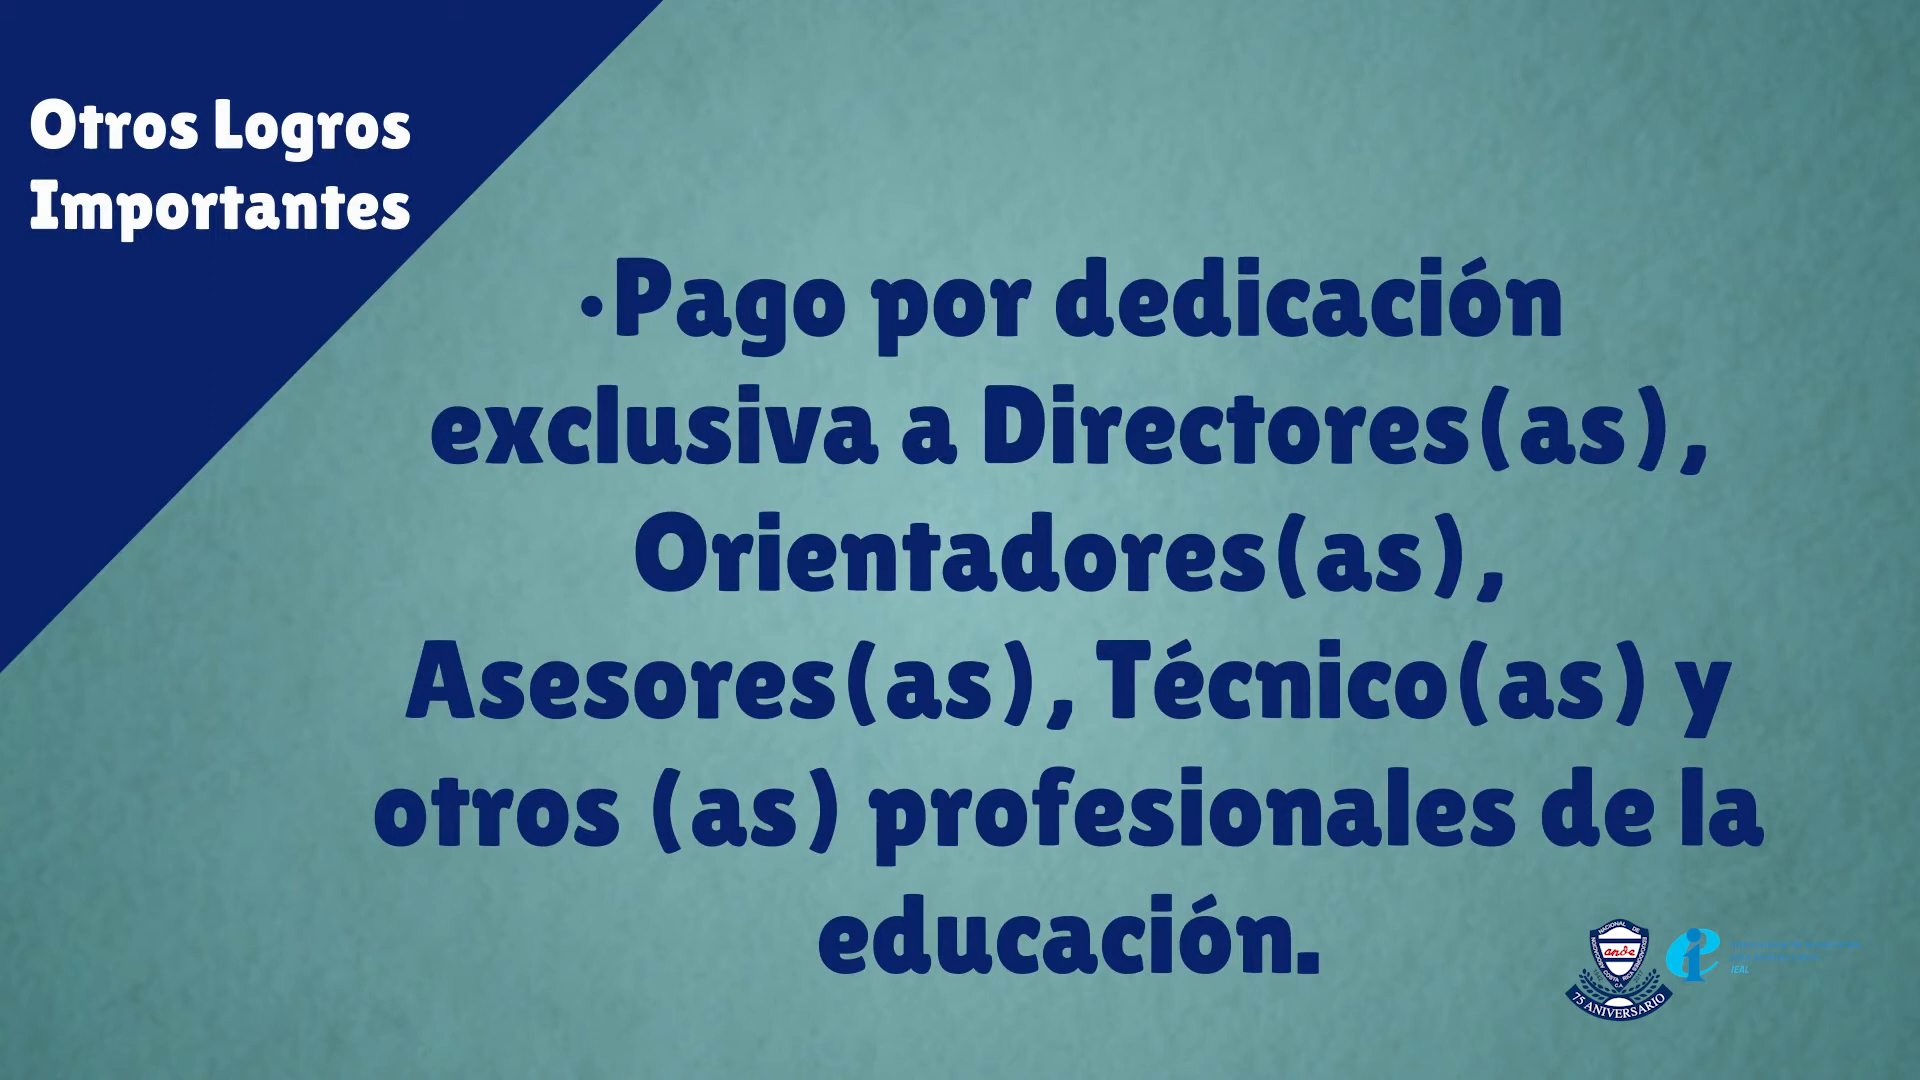 Otros Logros
Importantes
•Pago por dedicación
exclusiva a Directores(as),
Orientadores(as),
Asesores(as), Técnico(as) y
otros (as) profesionales de la
educación.
ande
75 ANIVERSARIO
IEAL